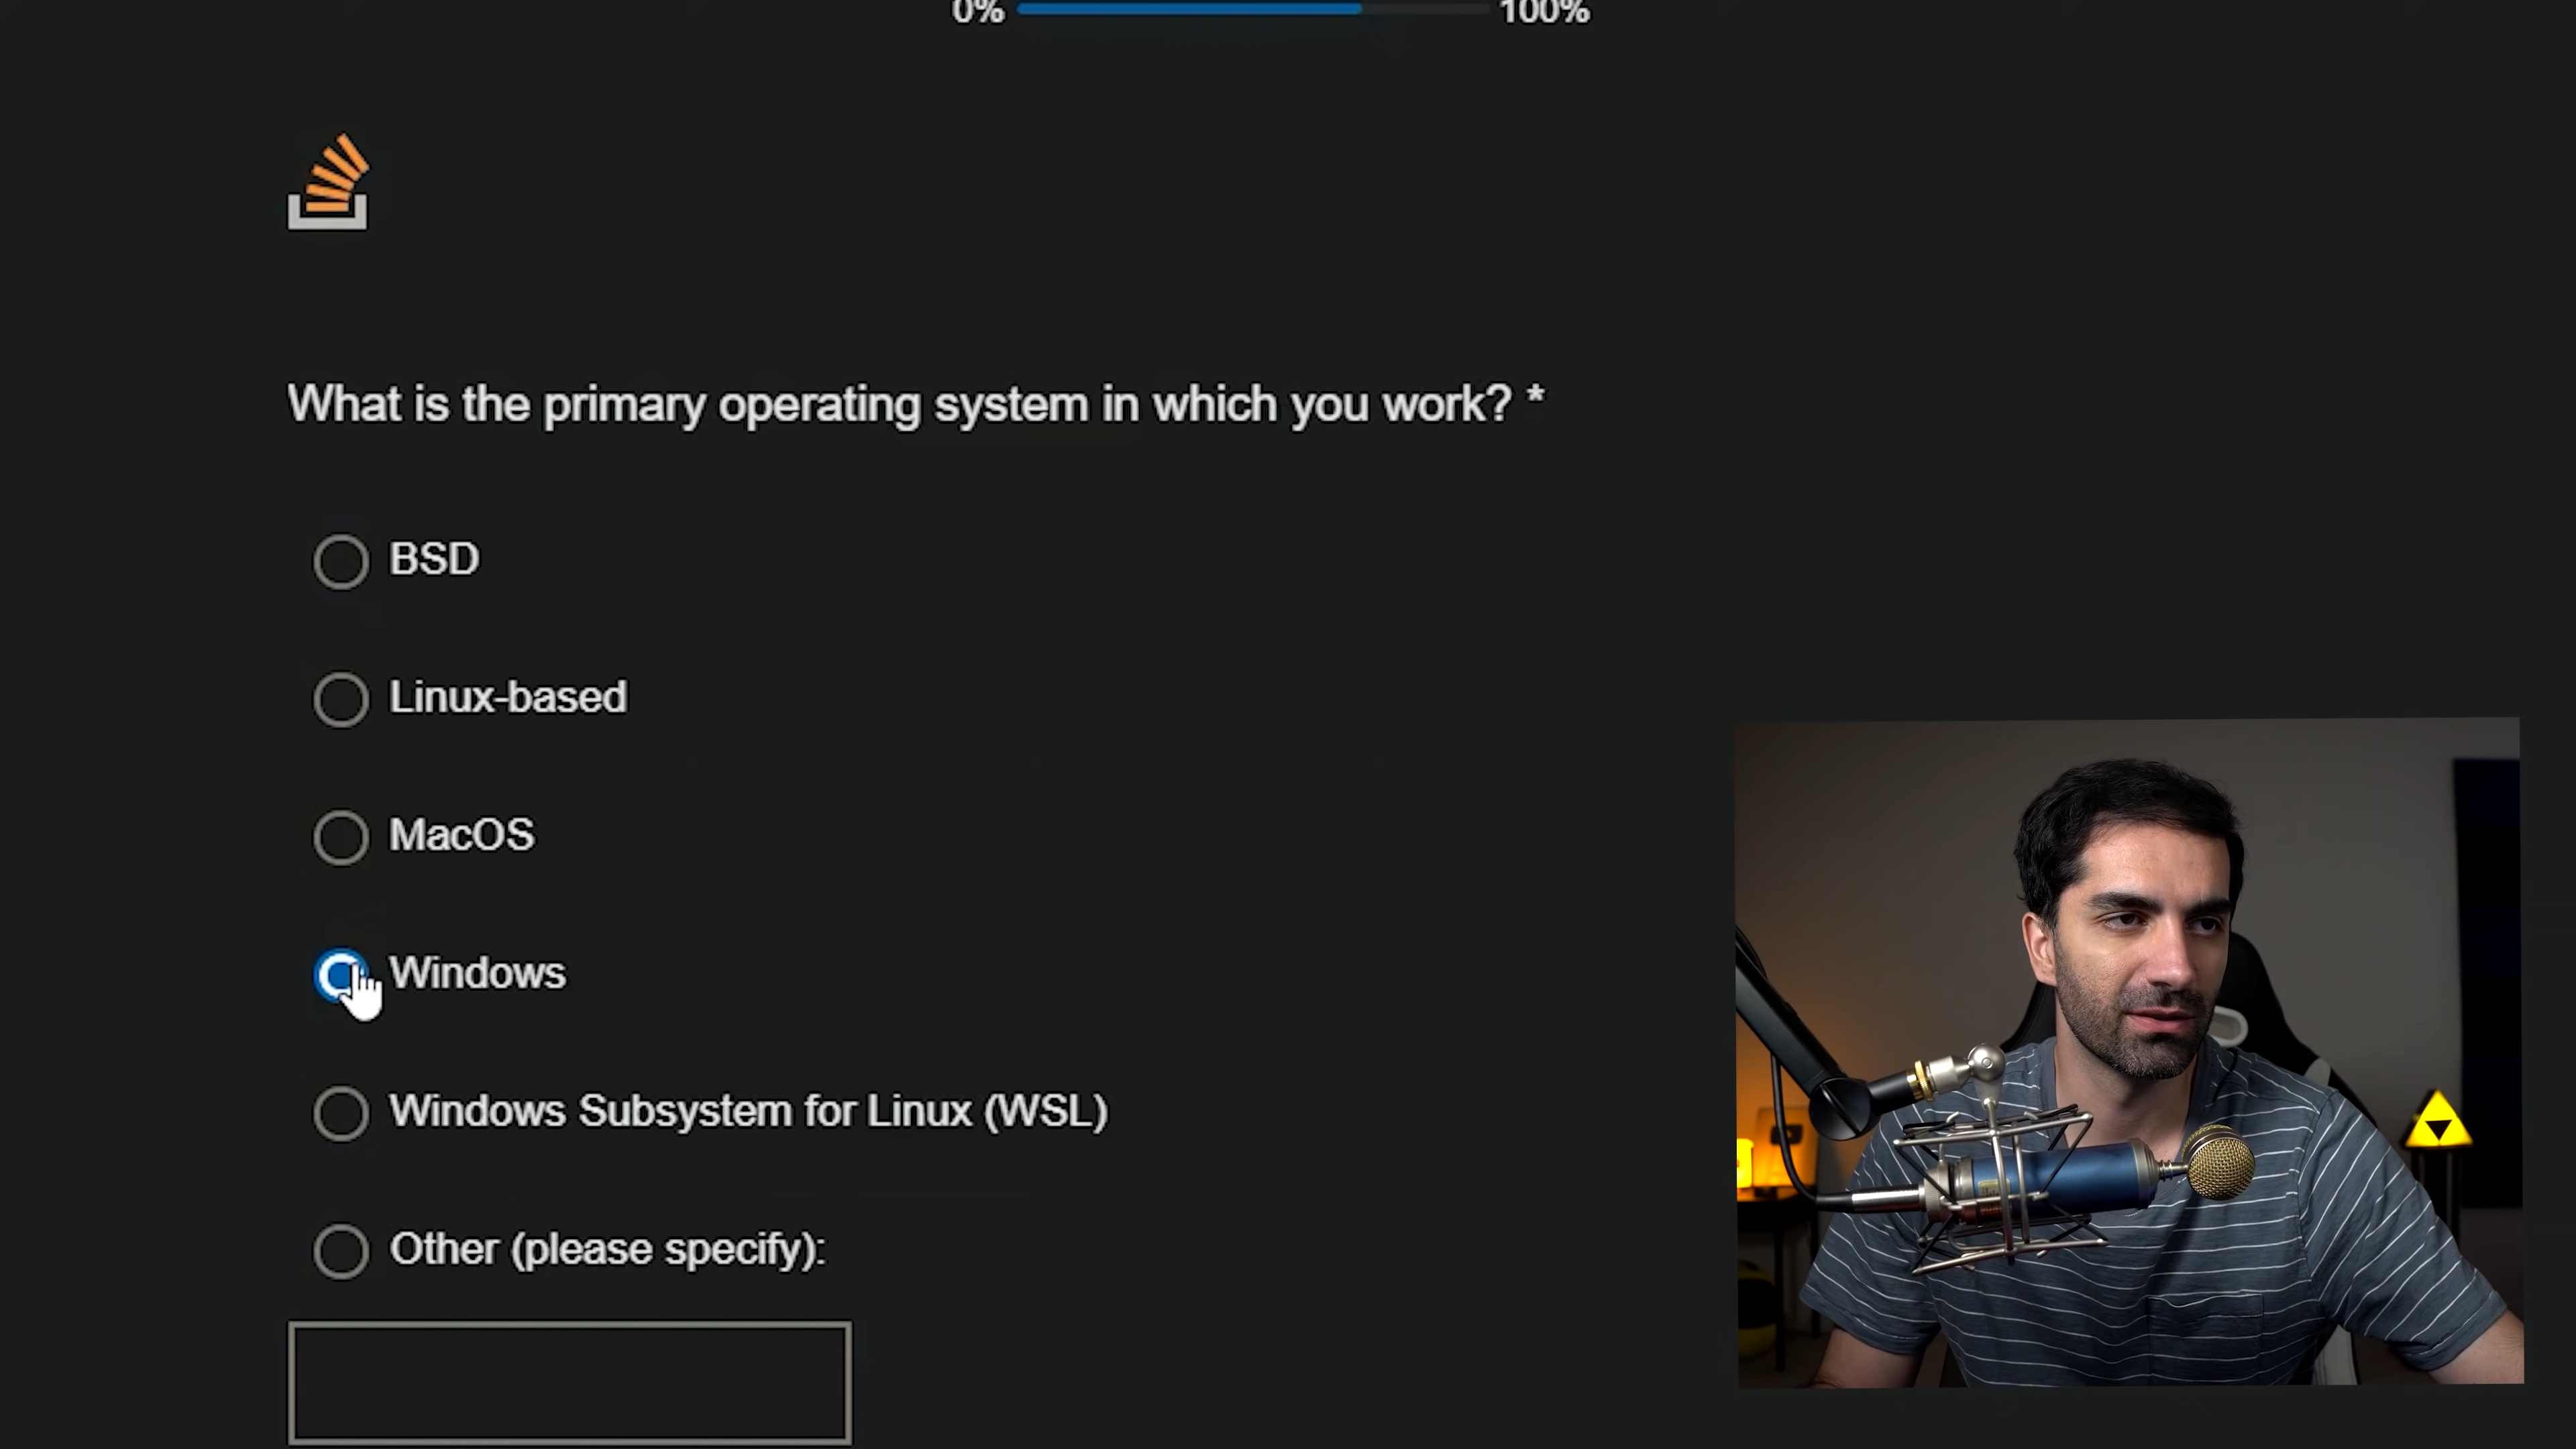 0% 100%
What is the primary operating system in which you work? *
BSD
Linux-based
MacOS
Windows
Windows Subsystem for Linux (WSL)
Other (please specify):